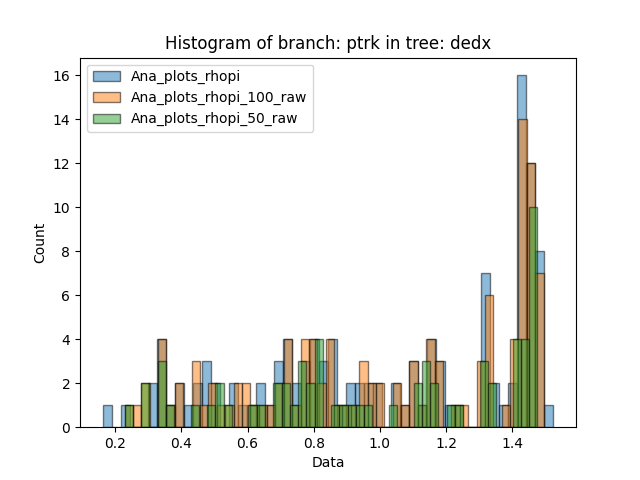 Histogram of branch: ptrk in tree: dedx
Ana_plots_rhopi
Ana_plots_rhopi_100_raw
Ana_plots_rhopi_50_raw
Count
16
14
12
10
8
6
4
2
0
0.2 0.4 0.6 0.8 1.0 1.2 1.4
Data